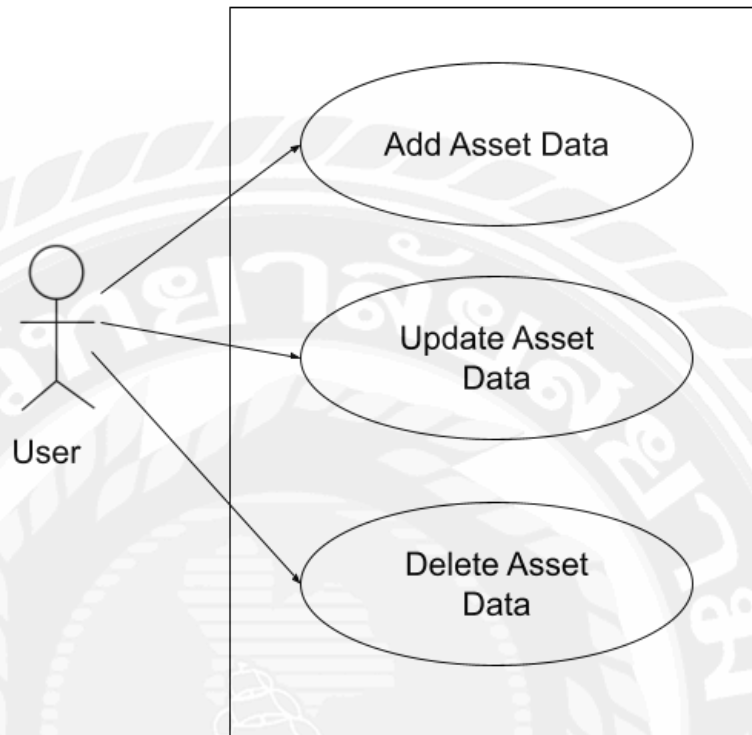 Add Asset Data
Update Asset
Data
User
Delete Asset
Data